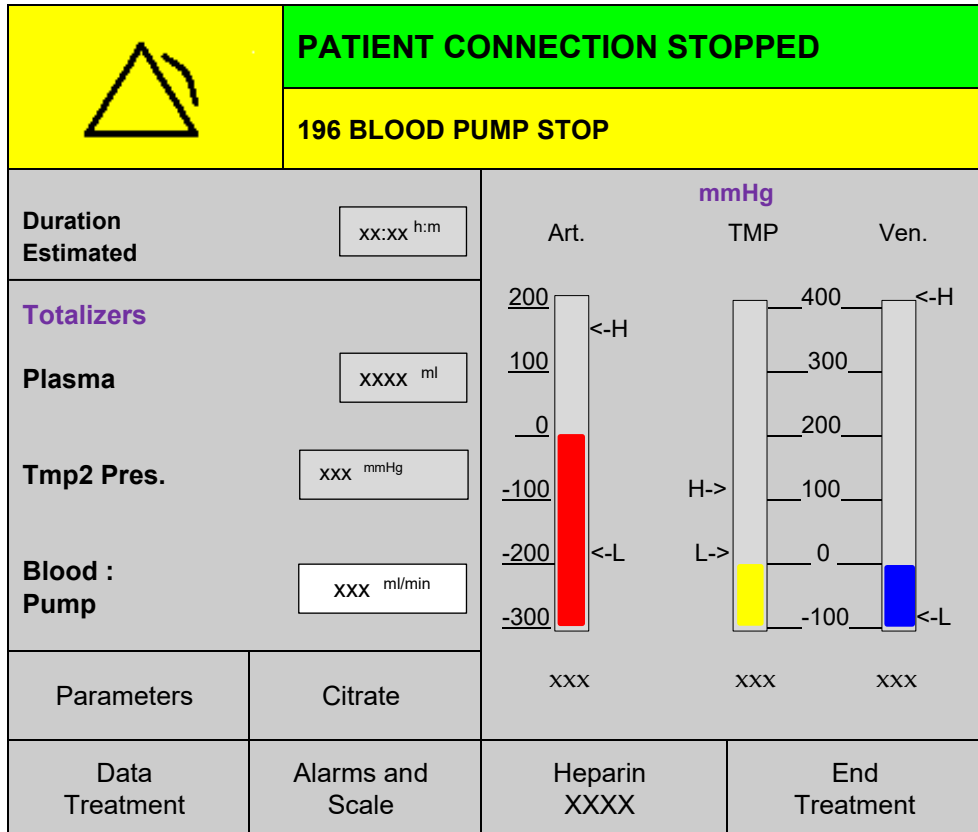 PATIENT CONNECTION STOPPED
196 BLOOD PUMP STOP
Duration
Estimated
xx:xx h:m
Totalizers
Plasma
xxxx ml
Tmp2 Pres.
xxx mmHg
Blood :
Pump
xxx ml/min
mmHg
Art. TMP Ven.
200 <-H 400 <-H
100 300
0 200
-100 H-> 100
-200 <-L L-> 0
-300 -100 <-L
xxx xxx xxx
Parameters
Citrate
Data
Treatment
Alarms and
Scale
Heparin
XXXX
End
Treatment